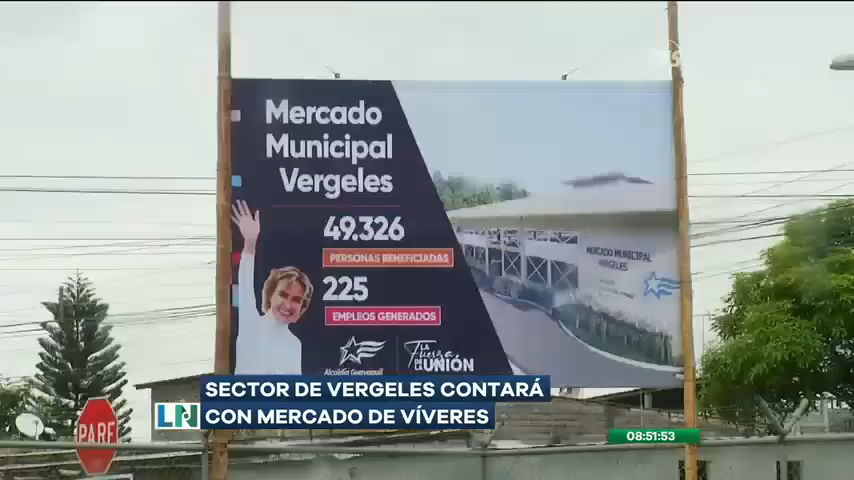 Mercado
Municipal
Vergeles
49.326
PERSONAS BENEFICIADAS
225
EMPLEOS GENERADOS
Alcaldía Guayaquil
LA
Fuerza
DE LA
UNIÓN
MERCADO MUNICIPAL
VERGELES
SECTOR DE VERGELES CONTARÁ
CON MERCADO DE VÍVERES
LN
PARE
08:51:53